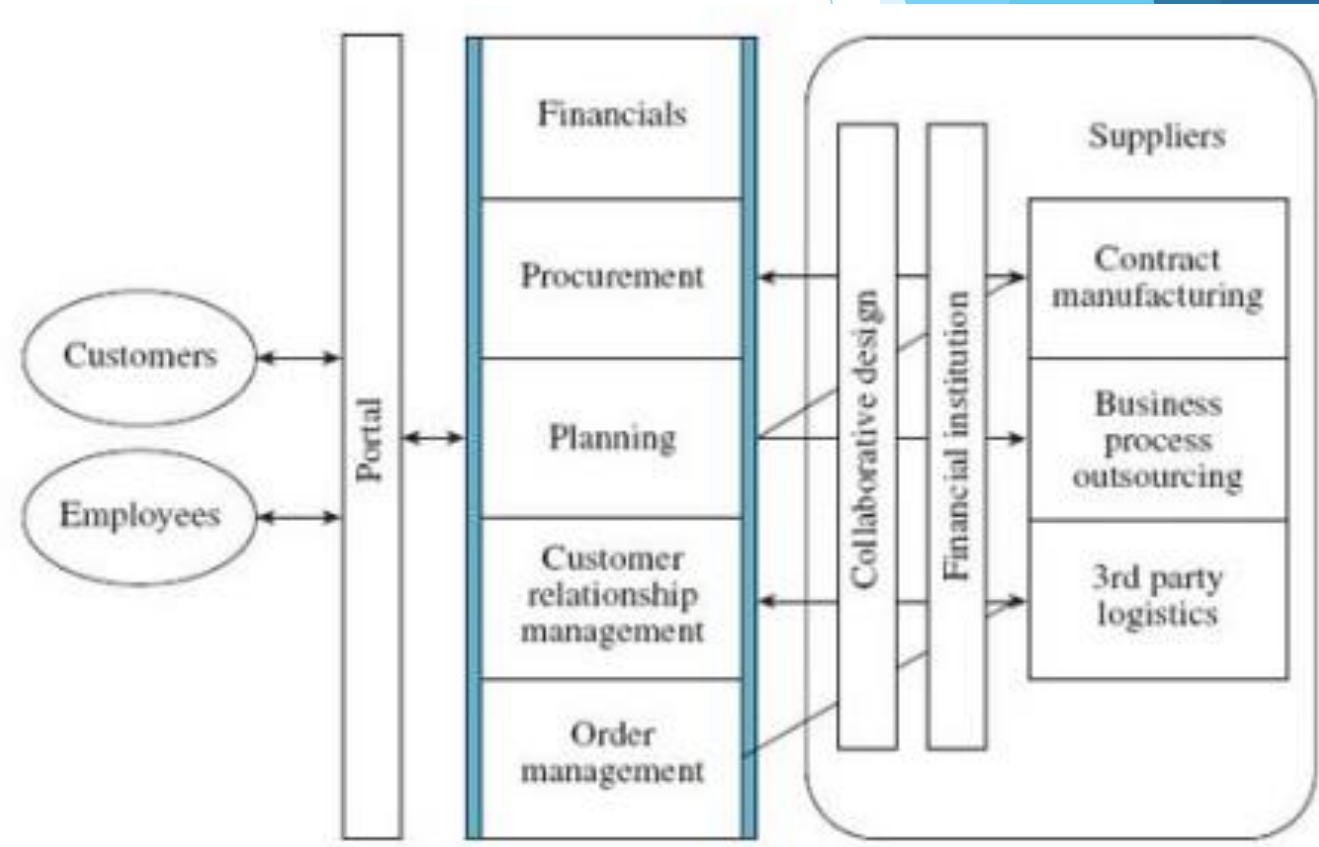 Customers
Employees
Portal
Financials
Procurement
Planning
Customer
relationship
management
Order
management
Collaborative design
Financial institution
Suppliers
Contract
manufacturing
Business
process
outsourcing
3rd party
logistics